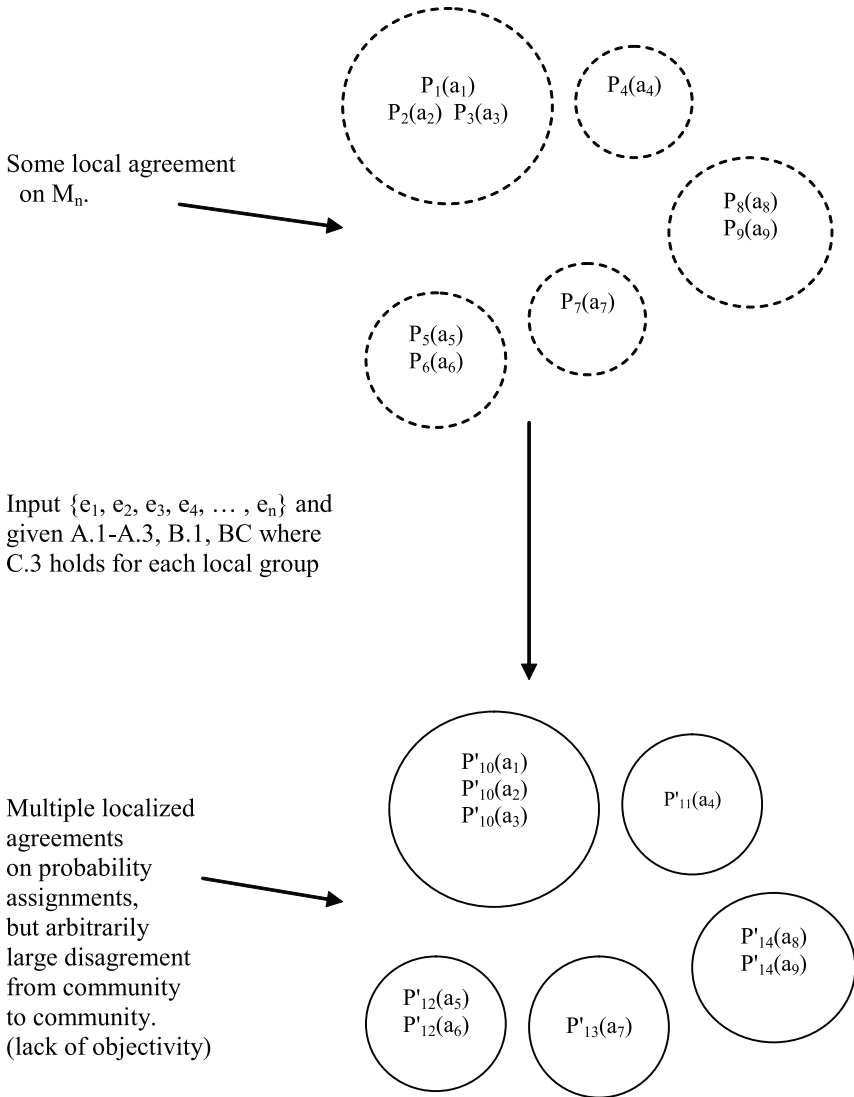 P₁(a₁)
P₂(a₂) P₃(a₃)
P₄(a₄)
Some local agreement
on Mₙ.
P₈(a₈)
P₉(a₉)
P₇(a₇)
P₅(a₅)
P₆(a₆)
Input {e₁, e₂, e₃, e₄, … , eₙ} and
given A.1-A.3, B.1, BC where
C.3 holds for each local group
P'₁₀(a₁)
P'₁₀(a₂)
P'₁₀(a₃)
P'₁₁(a₄)
Multiple localized
agreements
on probability
assignments,
but arbitrarily
large disagrement
from community
to community.
(lack of objectivity)
P'₁₄(a₈)
P'₁₄(a₉)
P'₁₂(a₅)
P'₁₂(a₆)
P'₁₃(a₇)